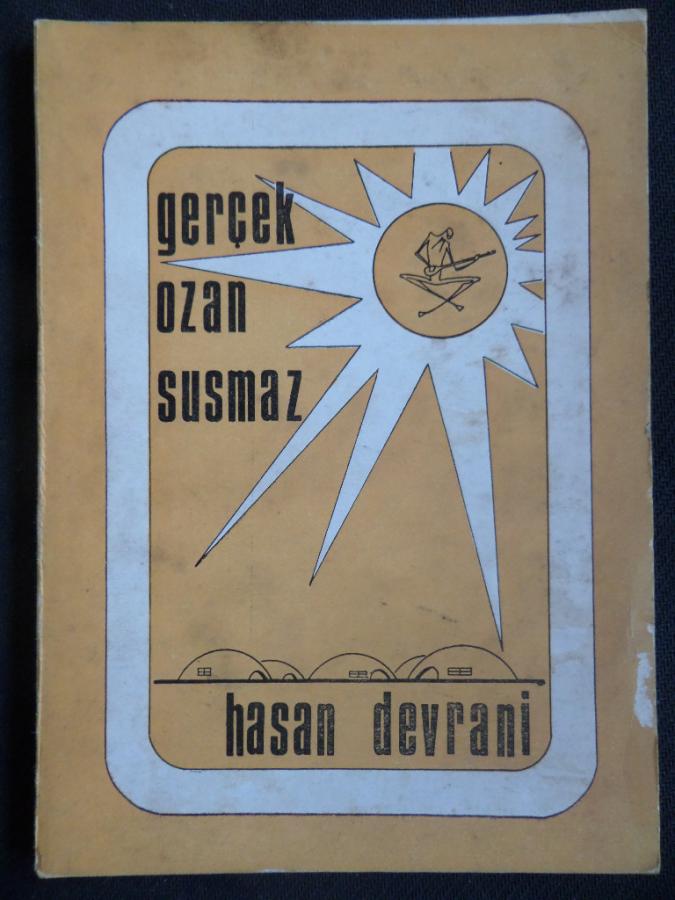 gerçek
ozan
susmaz
hasan devrani